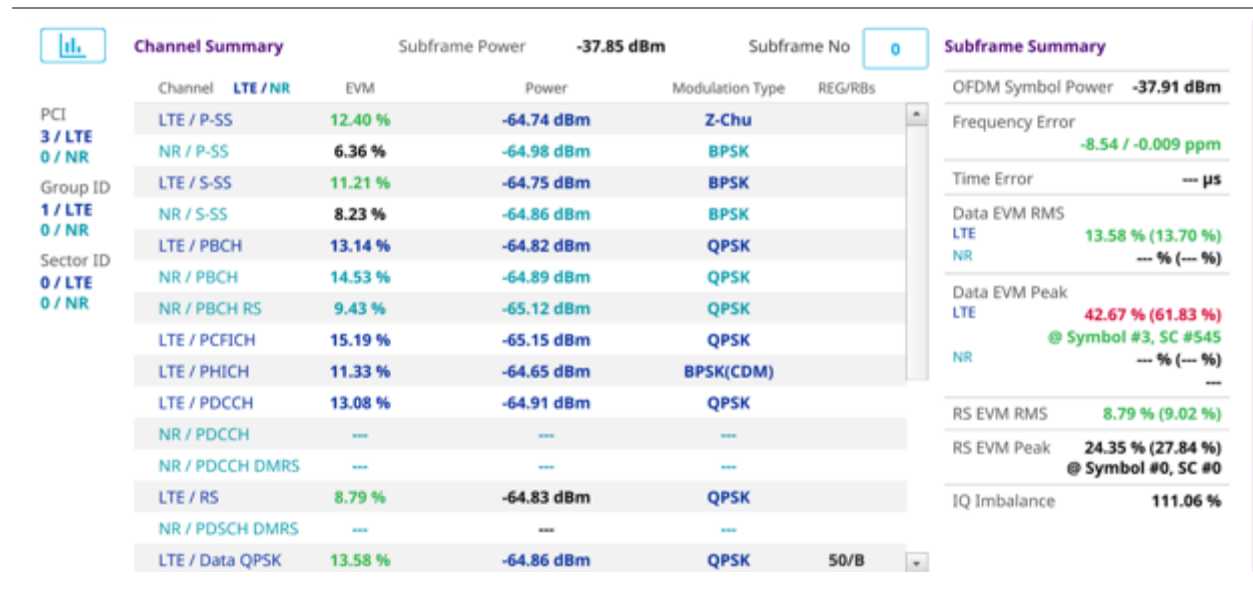 Channel Summary Subframe Power -37.85 dBm Subframe No 0
Channel LTE / NR EVM Power Modulation Type REG/RBs
PCI
3 / LTE
0 / NR
Group ID
1 / LTE
0 / NR
Sector ID
0 / LTE
0 / NR
LTE / P-SS 12.40 % -64.74 dBm Z-Chu
NR / P-SS 6.36 % -64.98 dBm BPSK
LTE / S-SS 11.21 % -64.75 dBm BPSK
NR / S-SS 8.23 % -64.86 dBm BPSK
LTE / PBCH 13.14 % -64.82 dBm QPSK
NR / PBCH 14.53 % -64.89 dBm QPSK
NR / PBCH RS 9.43 % -65.12 dBm QPSK
LTE / PCFICH 15.19 % -65.15 dBm QPSK
LTE / PHICH 11.33 % -64.65 dBm BPSK(CDM)
LTE / PDCCH 13.08 % -64.91 dBm QPSK
NR / PDCCH --- --- ---
NR / PDCCH DMRS --- --- ---
LTE / RS 8.79 % -64.83 dBm QPSK
NR / PDSCH DMRS --- --- ---
LTE / Data QPSK 13.58 % -64.86 dBm QPSK 50/B
Subframe Summary
OFDM Symbol Power -37.91 dBm
Frequency Error
-8.54 / -0.009 ppm
Time Error --- µs
Data EVM RMS
LTE 13.58 % (13.70 %)
NR --- % (--- %)
Data EVM Peak
LTE 42.67 % (61.83 %)
@ Symbol #3, SC #545
NR --- % (--- %)
---
RS EVM RMS 8.79 % (9.02 %)
RS EVM Peak 24.35 % (27.84 %)
@ Symbol #0, SC #0
IQ Imbalance 111.06 %